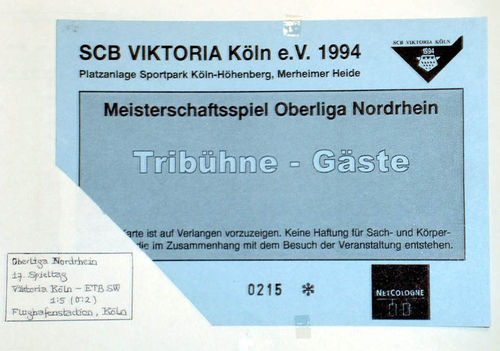 SCB VIKTORIA Köln e.V. 1994
Platzanlage Sportpark Köln-Höhenberg, Merheimer Heide
SCB VIKTORIA KÖLN
1994
Meisterschaftsspiel Oberliga Nordrhein
Tribühne - Gäste
Karte ist auf Verlangen vorzuzeigen. Keine Haftung für Sach- und Körper-
die im Zusammenhang mit dem Besuch der Veranstaltung entstehen.
0215 *
NETCOLOGNE
Oberliga Nordrhein
17. Spieltag
Viktoria Köln - ETB SW
1:5 (0:2)
Flughafenstadion, Köln